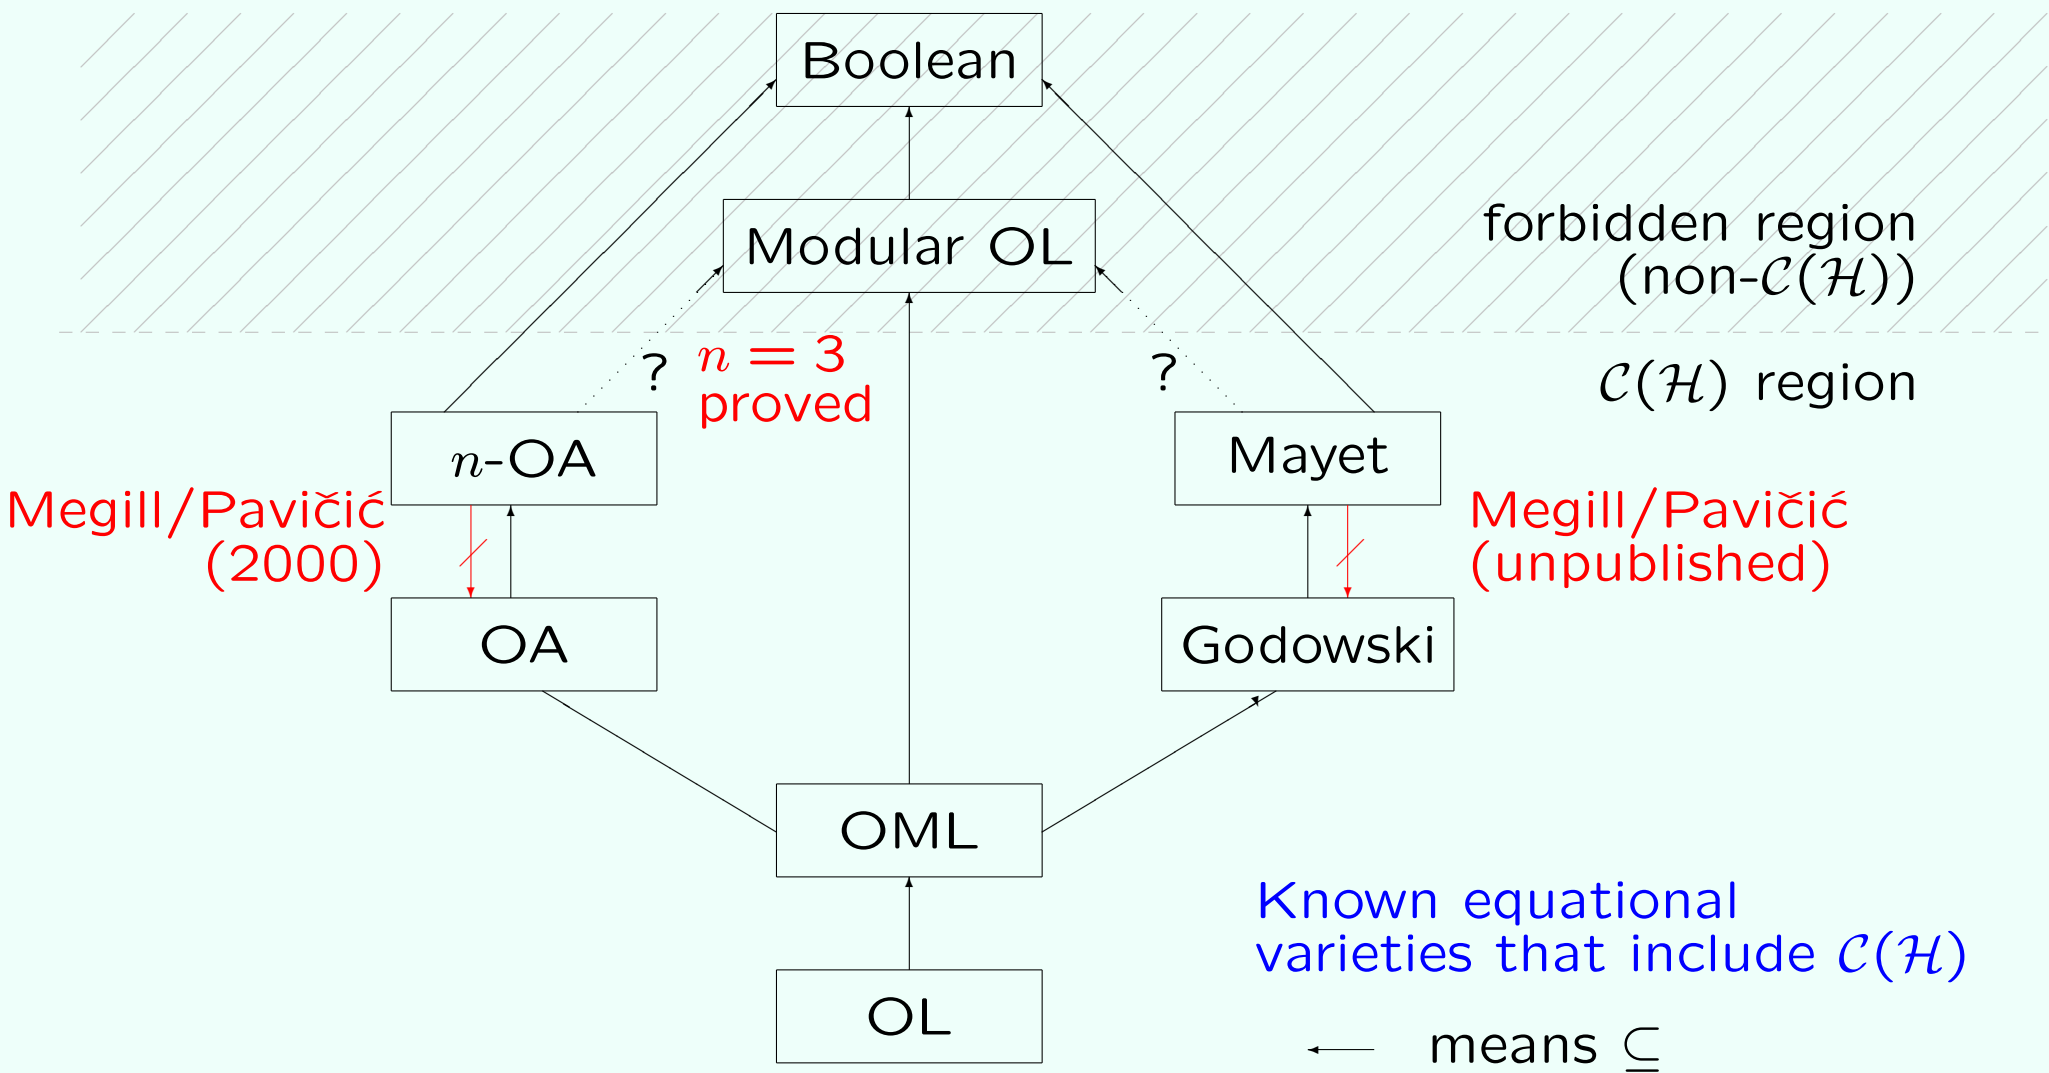 Boolean
Modular OL
forbidden region
(non-𝒞(ℋ))
? n = 3
proved
?
𝒞(ℋ) region
n-OA
Mayet
Megill/Pavičić
(2000)
Megill/Pavičić
(unpublished)
OA
Godowski
OML
Known equational
varieties that include 𝒞(ℋ)
OL
means ⊆